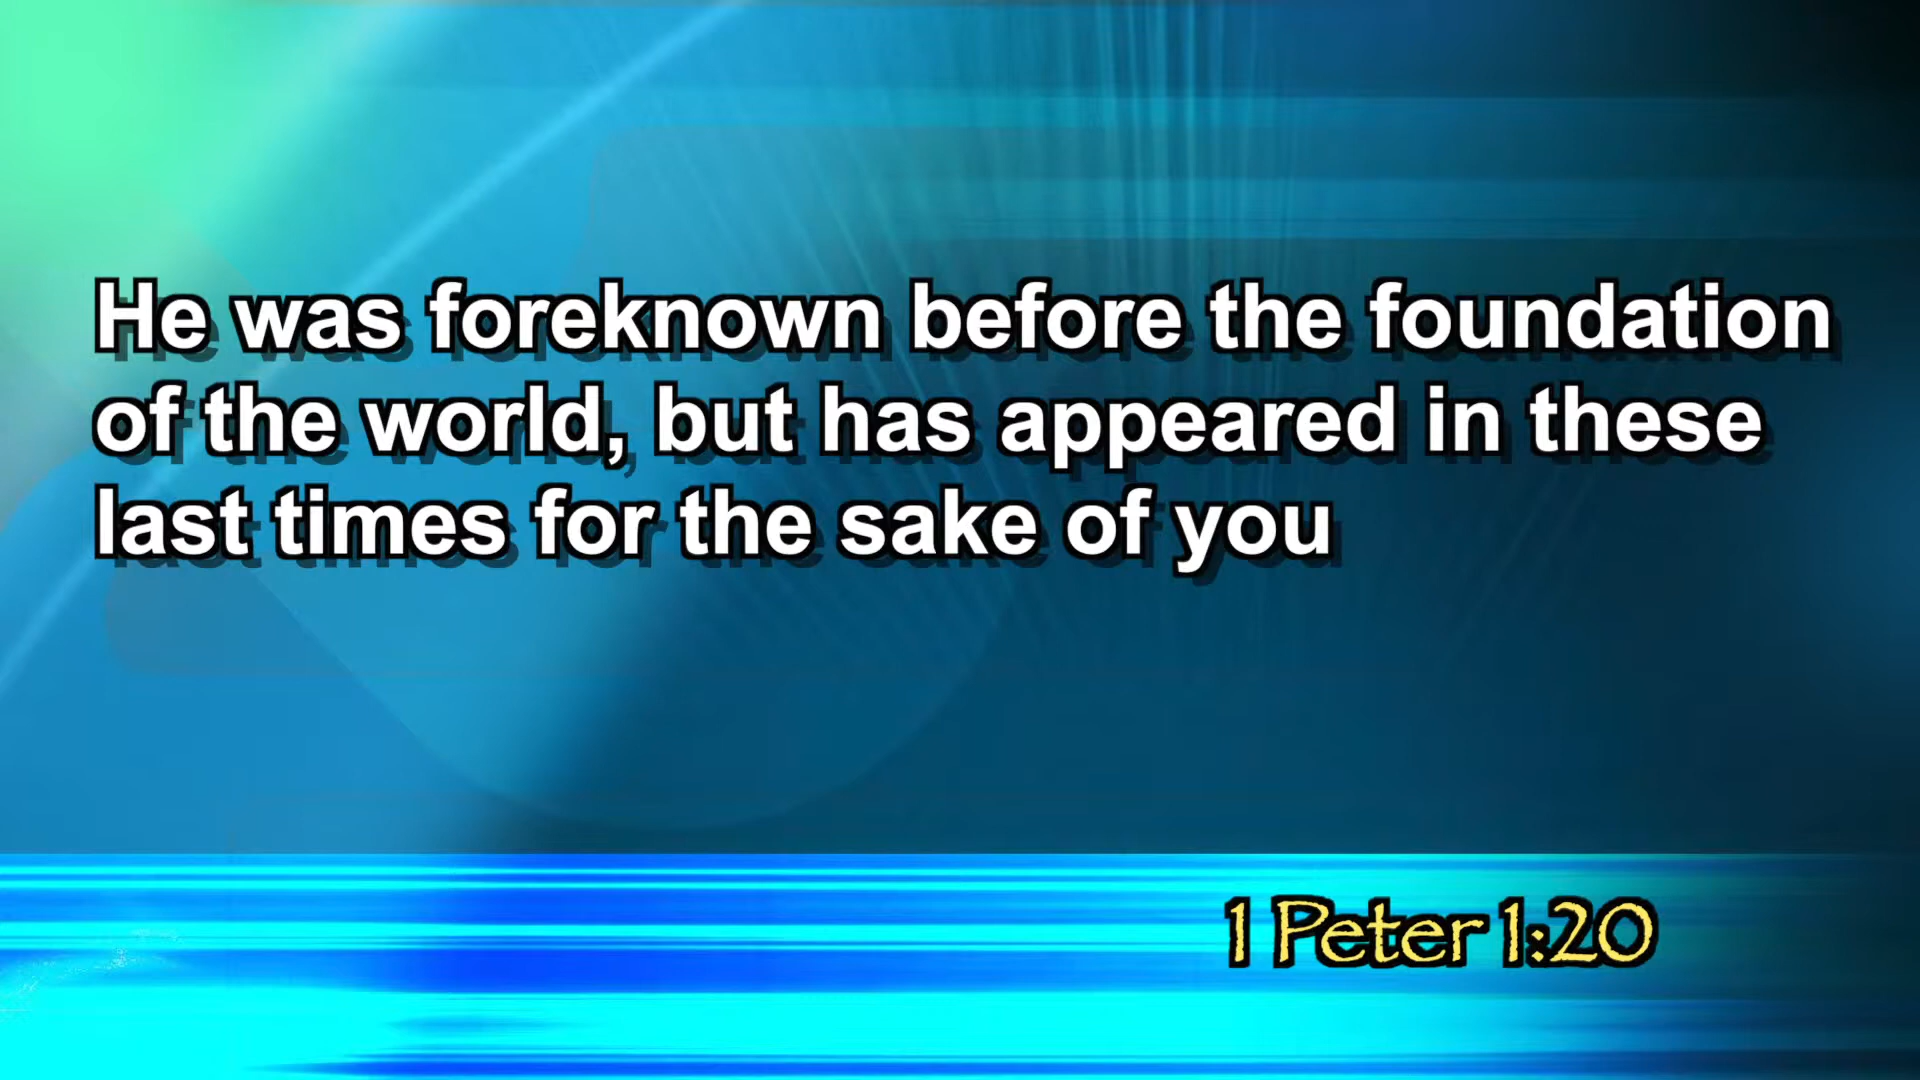 He was foreknown before the foundation
of the world, but has appeared in these
last times for the sake of you
1 Peter 1:20